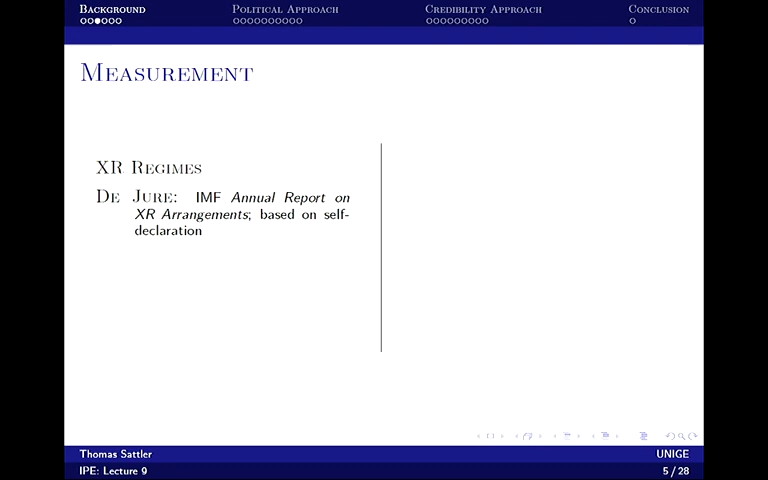 Background Political Approach Credibility Approach Conclusion
Measurement
XR Regimes
De Jure: IMF Annual Report on
XR Arrangements; based on self-
declaration
Thomas Sattler UNIGE
IPE: Lecture 9 5 / 28